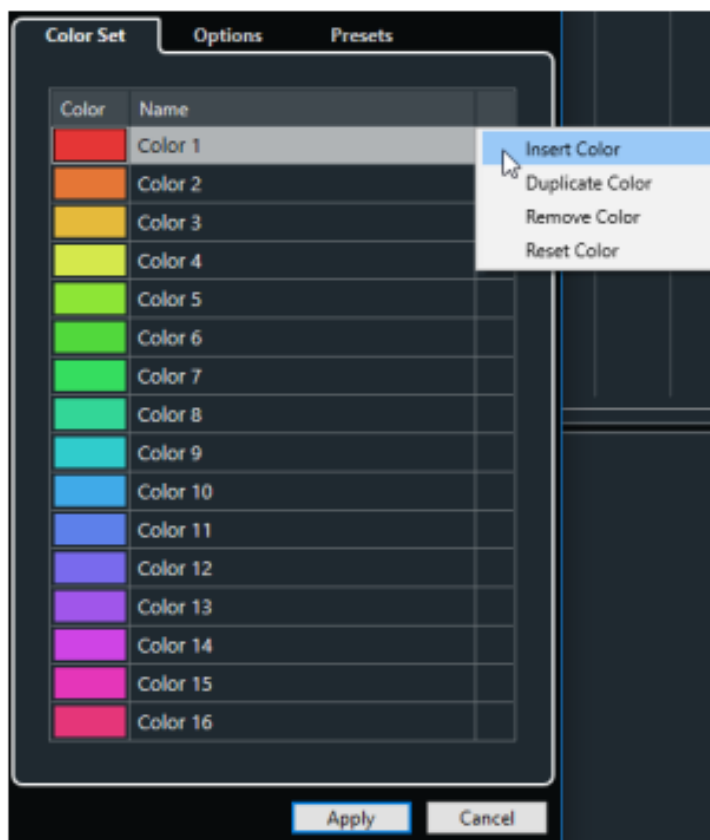 Color Set Options Presets
Color Name
Color 1
Insert Color
Color 2
Duplicate Color
Color 3
Remove Color
Color 4
Reset Color
Color 5
Color 6
Color 7
Color 8
Color 9
Color 10
Color 11
Color 12
Color 13
Color 14
Color 15
Color 16
Apply Cancel